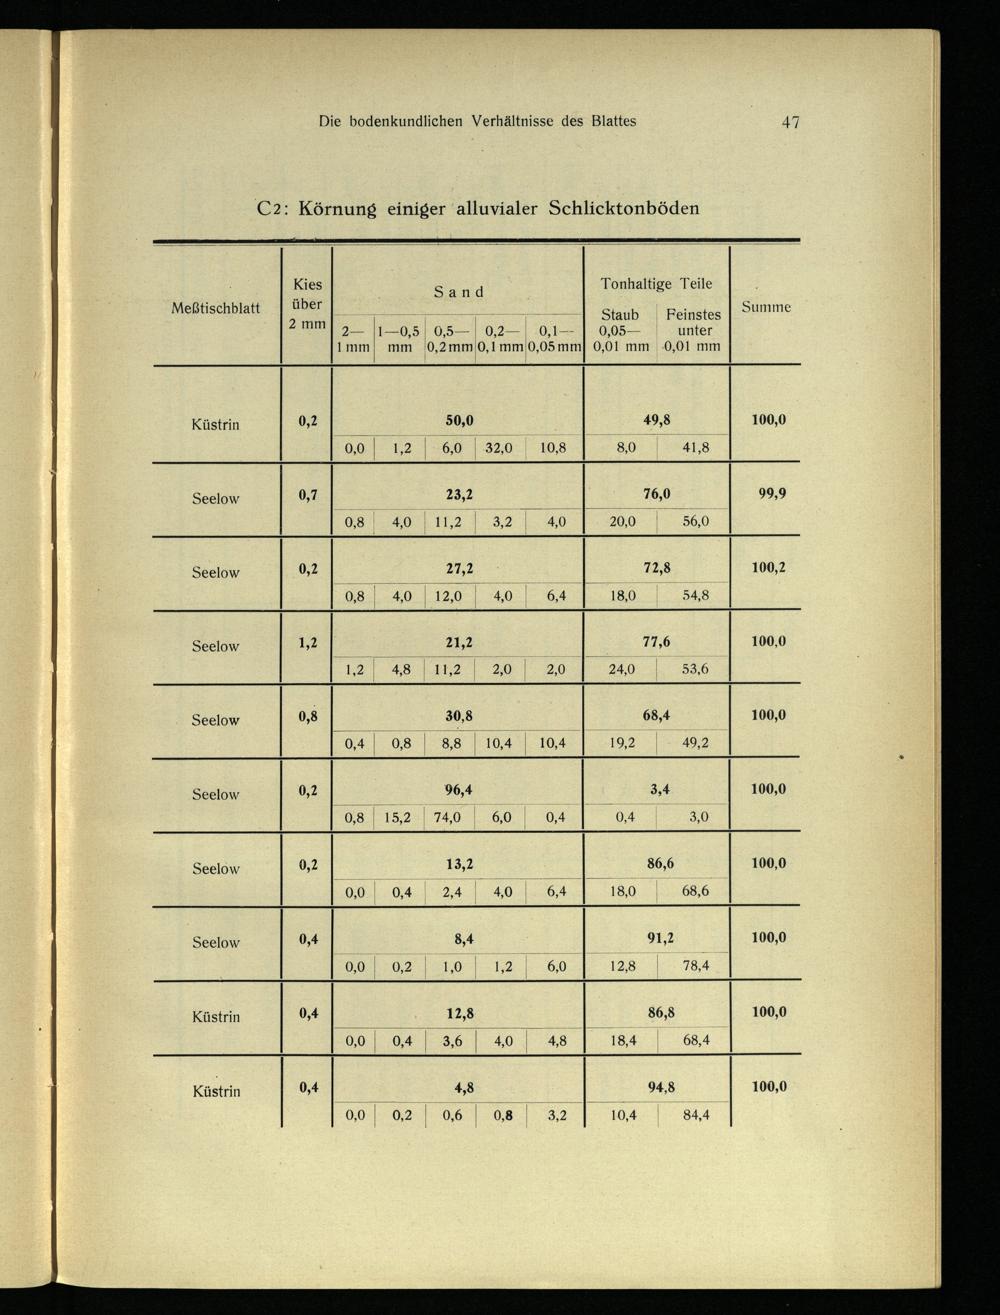 Die bodenkundlichen Verhältnisse des Blattes 47
C2: Körnung einiger alluvialer Schlicktonböden
Meßtischblatt Kies über 2 mm Sand Tonhaltige Teile Summe
2— 1 mm 1—0,5 mm 0,5— 0,2 mm 0,2— 0,1 mm 0,1— 0,05 mm Staub 0,05— 0,01 mm Feinstes unter 0,01 mm
Küstrin 0,2 50,0 49,8 100,0
0,0 1,2 6,0 32,0 10,8 8,0 41,8
Seelow 0,7 23,2 76,0 99,9
0,8 4,0 11,2 3,2 4,0 20,0 56,0
Seelow 0,2 27,2 72,8 100,2
0,8 4,0 12,0 4,0 6,4 18,0 54,8
Seelow 1,2 21,2 77,6 100,0
1,2 4,8 11,2 2,0 2,0 24,0 53,6
Seelow 0,8 30,8 68,4 100,0
0,4 0,8 8,8 10,4 10,4 19,2 49,2
Seelow 0,2 96,4 3,4 100,0
0,8 15,2 74,0 6,0 0,4 0,4 3,0
Seelow 0,2 13,2 86,6 100,0
0,0 0,4 2,4 4,0 6,4 18,0 68,6
Seelow 0,4 8,4 91,2 100,0
0,0 0,2 1,0 1,2 6,0 12,8 78,4
Küstrin 0,4 12,8 86,8 100,0
0,0 0,4 3,6 4,0 4,8 18,4 68,4
Küstrin 0,4 4,8 94,8 100,0
0,0 0,2 0,6 0,8 3,2 10,4 84,4